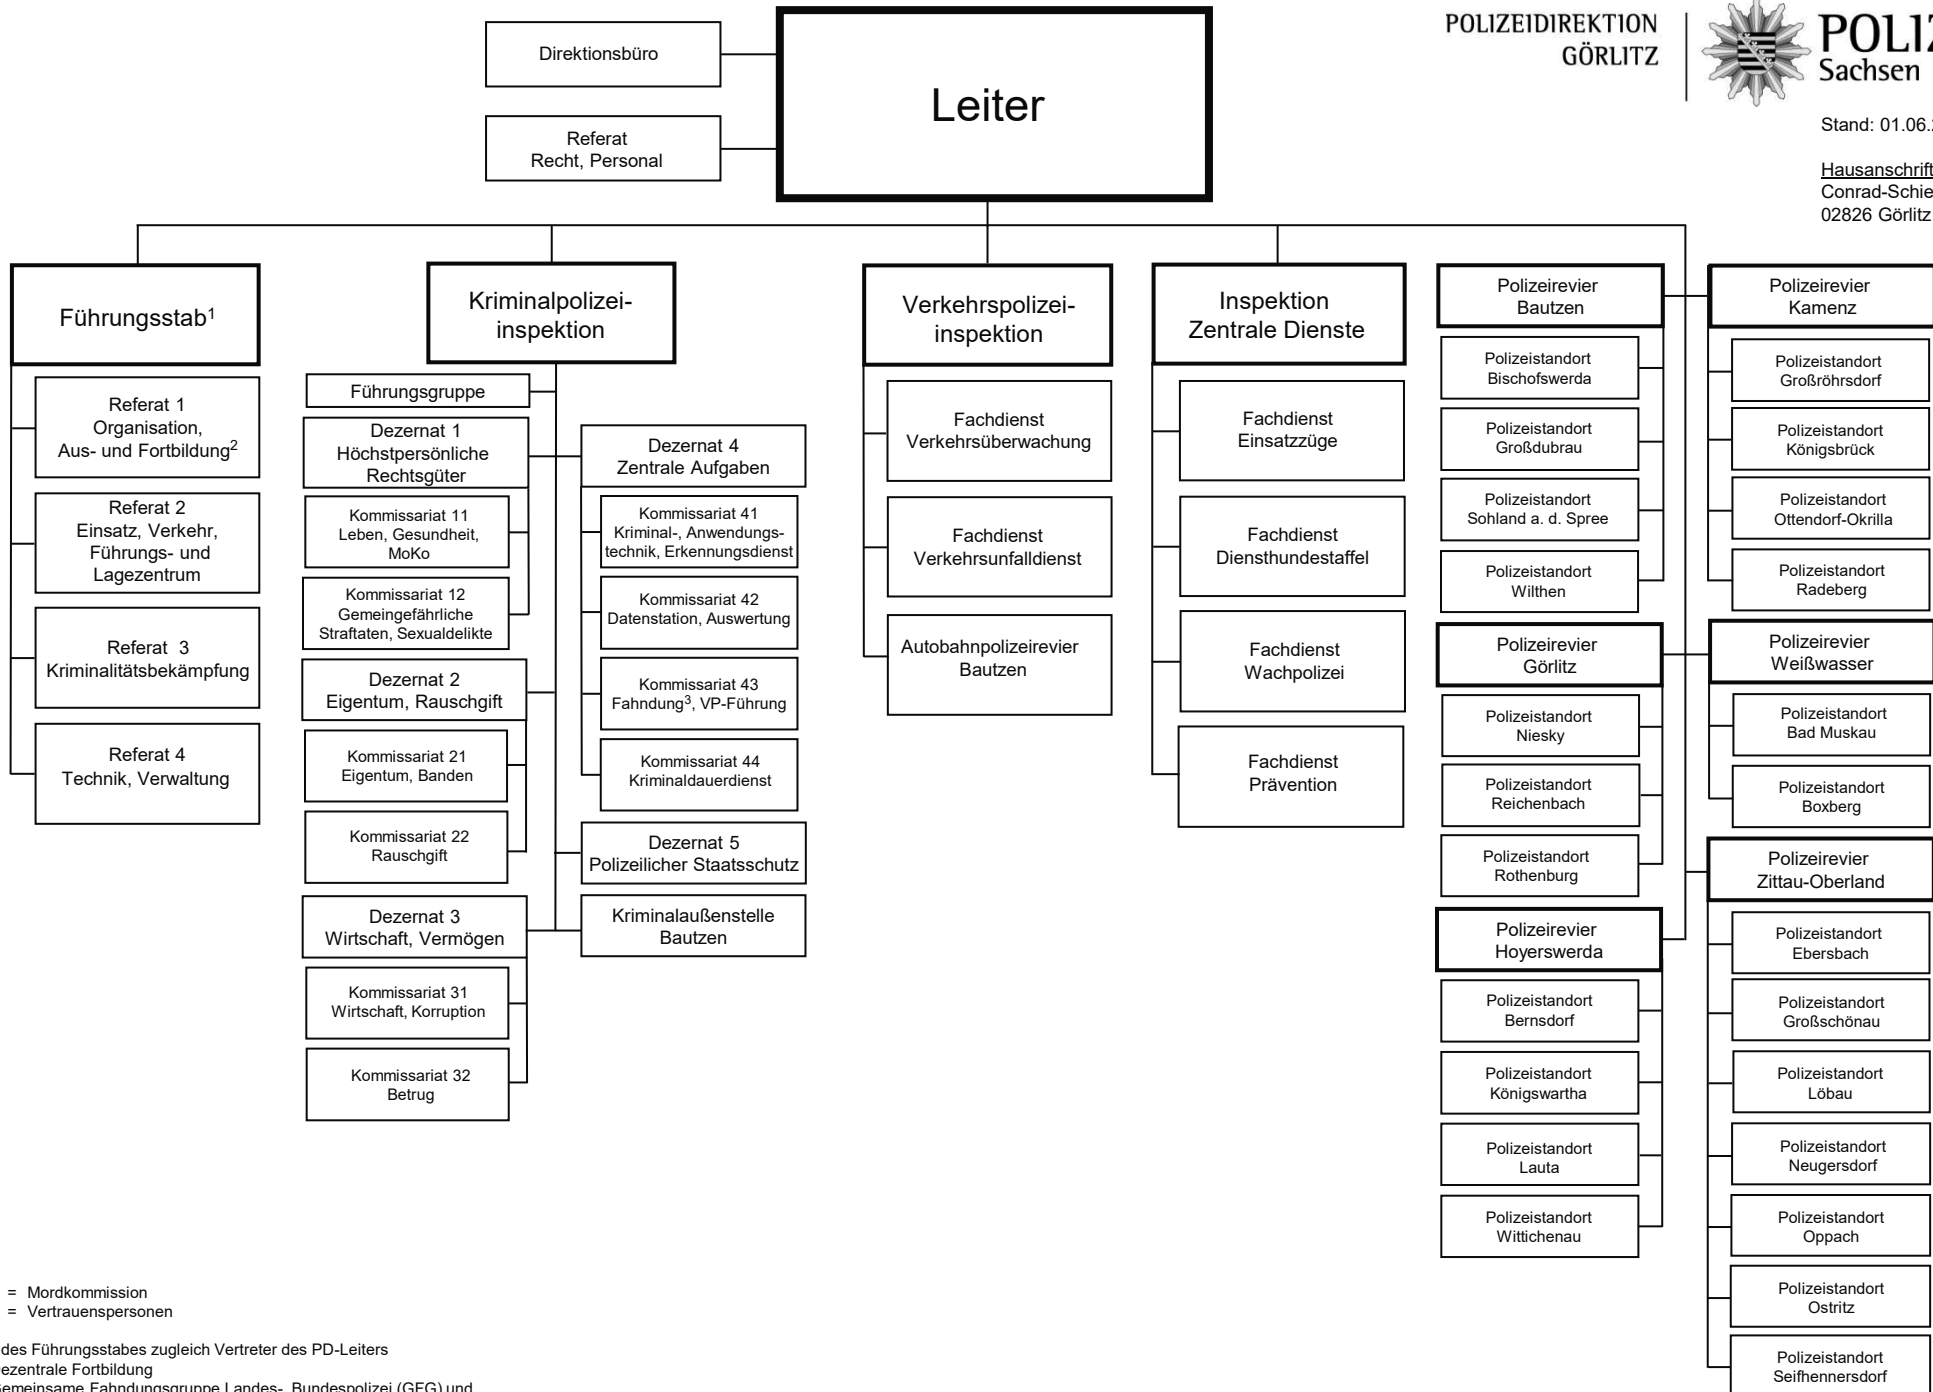 POLIZEIDIREKTION
GÖRLITZ
Sachsen
Stand: 01.06.
Hausanschrift
02826 Görlitz
Direktionsbüro
Referat
Recht, Personal
Leiter
Führungsstab¹
Referat 1
Organisation,
Aus- und Fortbildung²
Referat 2
Einsatz, Verkehr,
Führungs- und
Lagezentrum
Referat 3
Kriminalitätsbekämpfung
Referat 4
Technik, Verwaltung
Kriminalpolizei-
inspektion
Führungsgruppe
Dezernat 1
Höchstpersönliche
Rechtsgüter
Kommissariat 11
Leben, Gesundheit,
MoKo
Kommissariat 12
Gemeingefährliche
Straftaten, Sexualdelikte
Dezernat 2
Eigentum, Rauschgift
Kommissariat 21
Eigentum, Banden
Kommissariat 22
Rauschgift
Dezernat 3
Wirtschaft, Vermögen
Kommissariat 31
Wirtschaft, Korruption
Kommissariat 32
Betrug
Dezernat 4
Zentrale Aufgaben
Kommissariat 41
Kriminal-, Anwendungs-
technik, Erkennungsdienst
Kommissariat 42
Datenstation, Auswertung
Kommissariat 43
Fahndung³, VP-Führung
Kommissariat 44
Kriminaldauerdienst
Dezernat 5
Polizeilicher Staatsschutz
Kriminalaußenstelle
Bautzen
Verkehrspolizei-
inspektion
Fachdienst
Verkehrsüberwachung
Fachdienst
Verkehrsunfalldienst
Autobahnpolizeirevier
Bautzen
Inspektion
Zentrale Dienste
Fachdienst
Einsatzzüge
Fachdienst
Diensthundestaffel
Fachdienst
Wachpolizei
Fachdienst
Prävention
Polizeirevier
Bautzen
Polizeistandort
Bischofswerda
Polizeistandort
Großdubrau
Polizeistandort
Sohland a. d. Spree
Polizeistandort
Wilthen
Polizeirevier
Görlitz
Polizeistandort
Niesky
Polizeistandort
Reichenbach
Polizeistandort
Rothenburg
Polizeirevier
Hoyerswerda
Polizeistandort
Bernsdorf
Polizeistandort
Königswartha
Polizeistandort
Lauta
Polizeistandort
Wittichenau
Polizeirevier
Kamenz
Polizeistandort
Großröhrsdorf
Polizeistandort
Königsbrück
Polizeistandort
Ottendorf-Okrilla
Polizeistandort
Radeberg
Polizeirevier
Weißwasser
Polizeistandort
Bad Muskau
Polizeistandort
Boxberg
Polizeirevier
Zittau-Oberland
Polizeistandort
Ebersbach
Polizeistandort
Großschönau
Polizeistandort
Löbau
Polizeistandort
Neugersdorf
Polizeistandort
Oppach
Polizeistandort
Ostritz
Polizeistandort
Seifhennersdorf
= Mordkommission
= Vertrauenspersonen
des Führungsstabes zugleich Vertreter des PD-Leiters
Fortbildung
Fahndungsgruppe Landes-, Bundespolizei (GFG) und